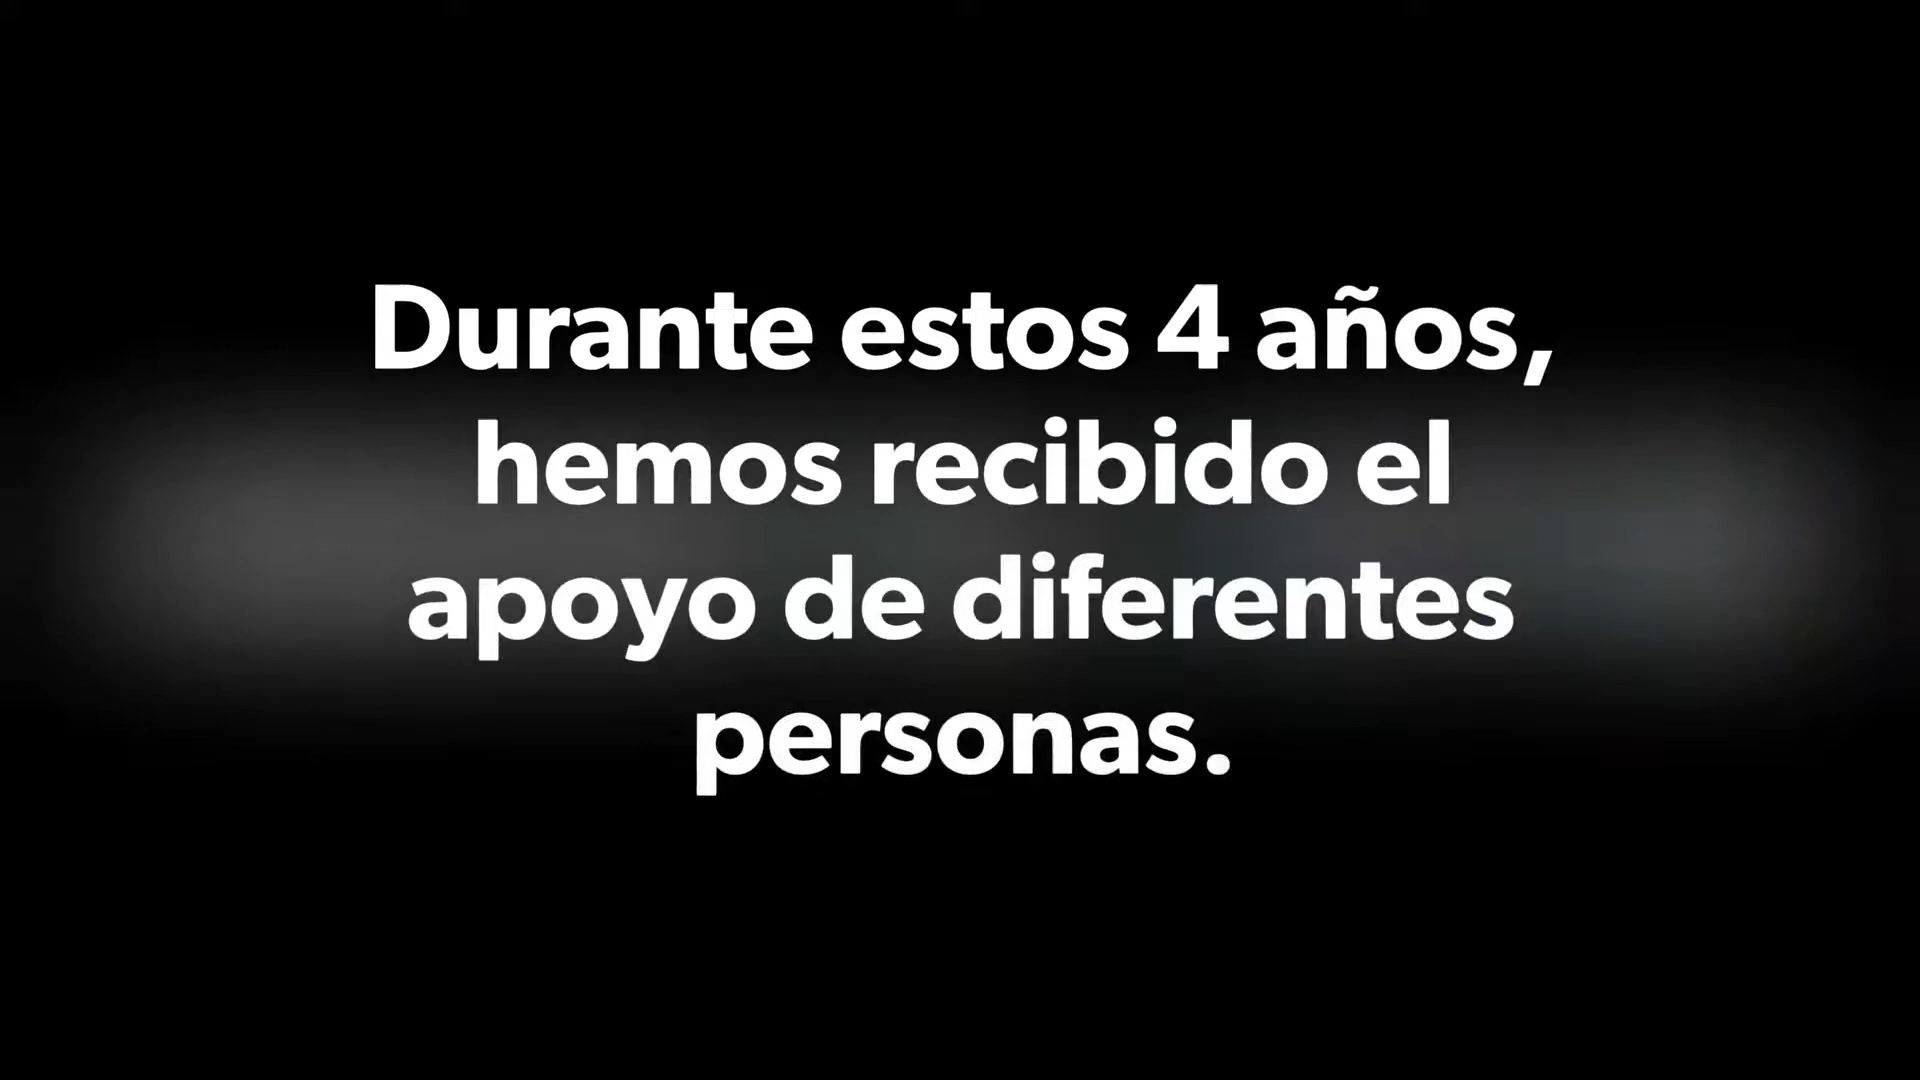 Durante estos 4 años,
hemos recibido el
apoyo de diferentes
personas.